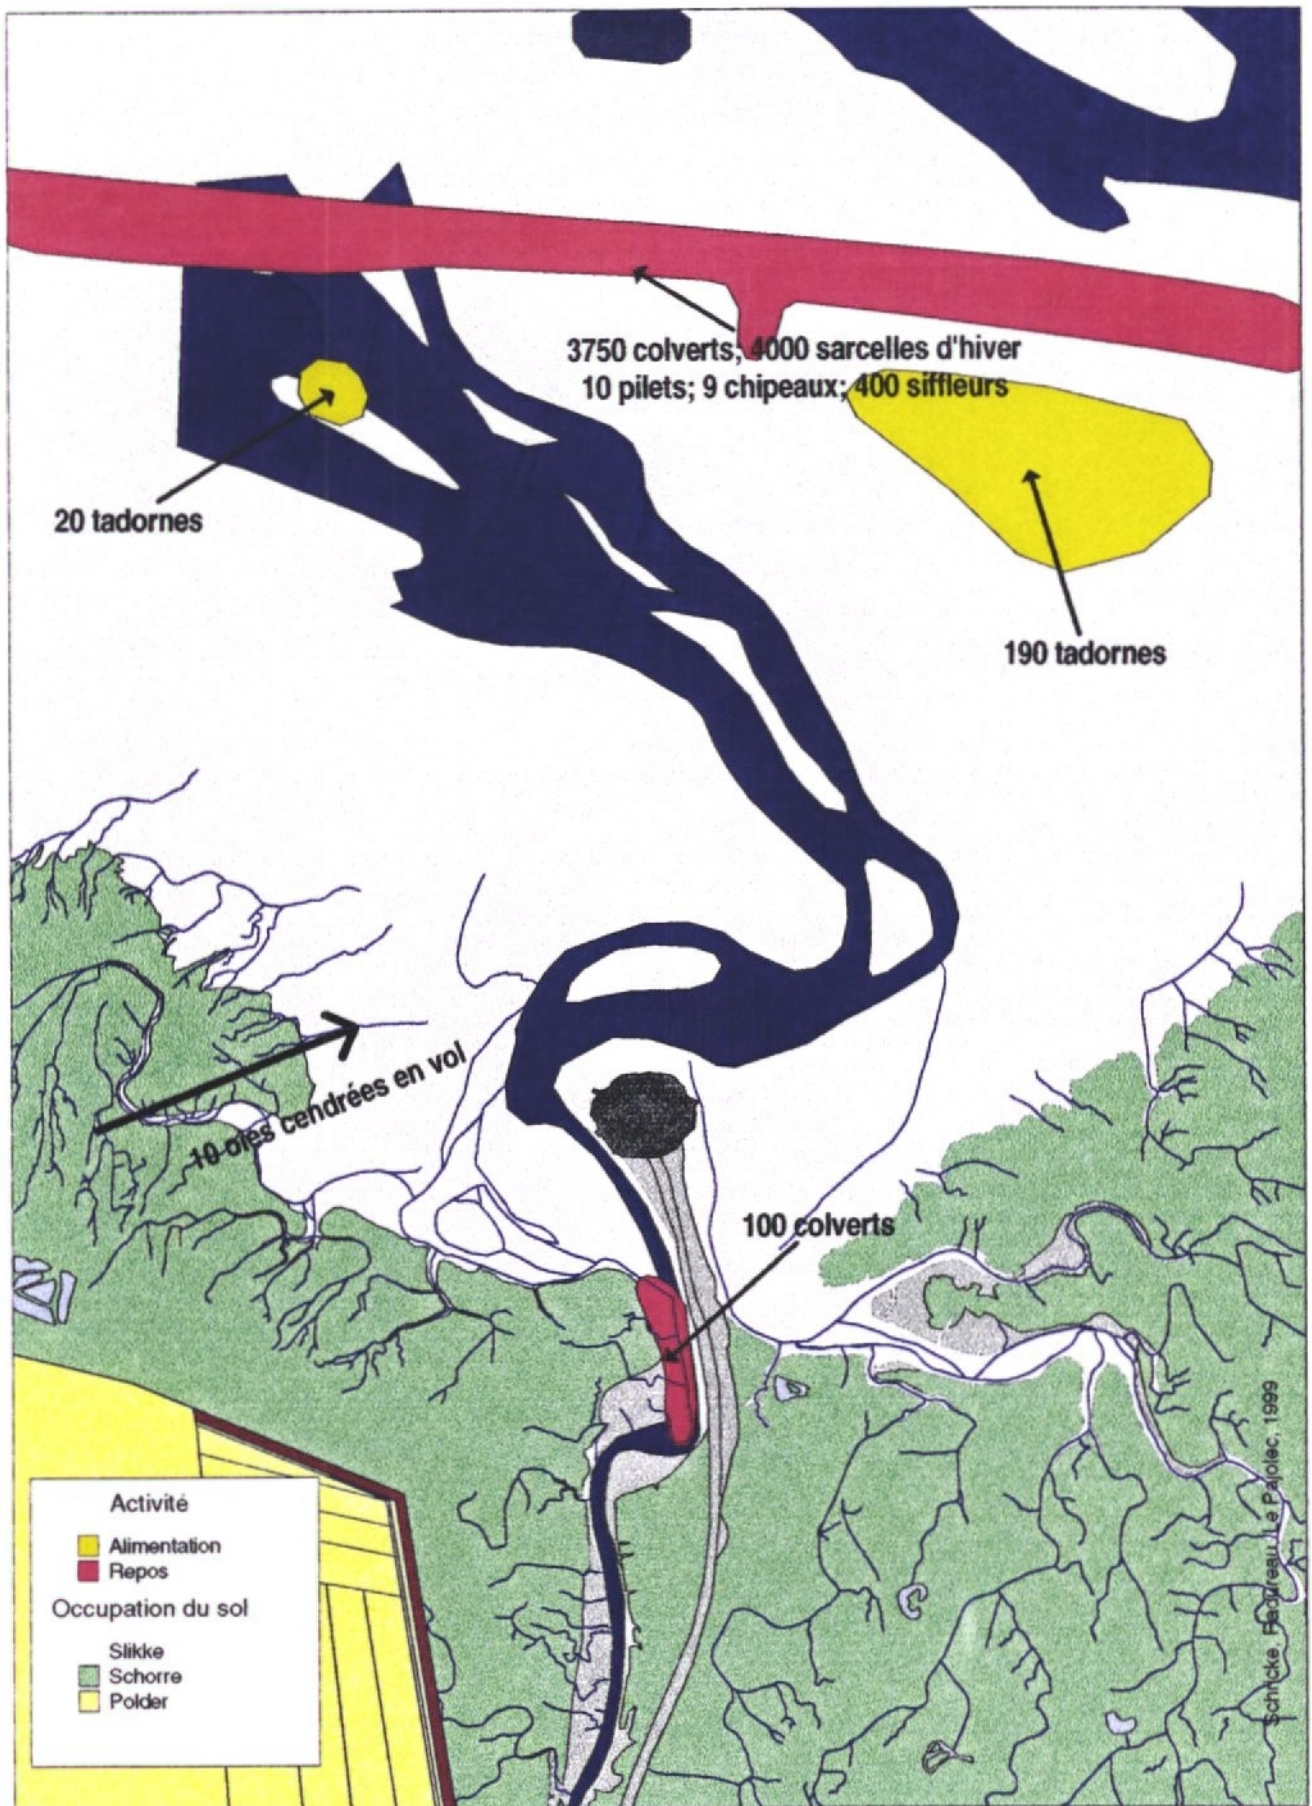 3750 colverts; 4000 sarcelles d'hiver
10 pilets; 9 chipeaux; 400 siffleurs
20 tadornes
190 tadornes
10 oies cendrées en vol
100 colverts
Activité
Alimentation
Repos
Occupation du sol
Slikke
Schorre
Polder
Schricke, Fedureau, Le Pajolec, 1999